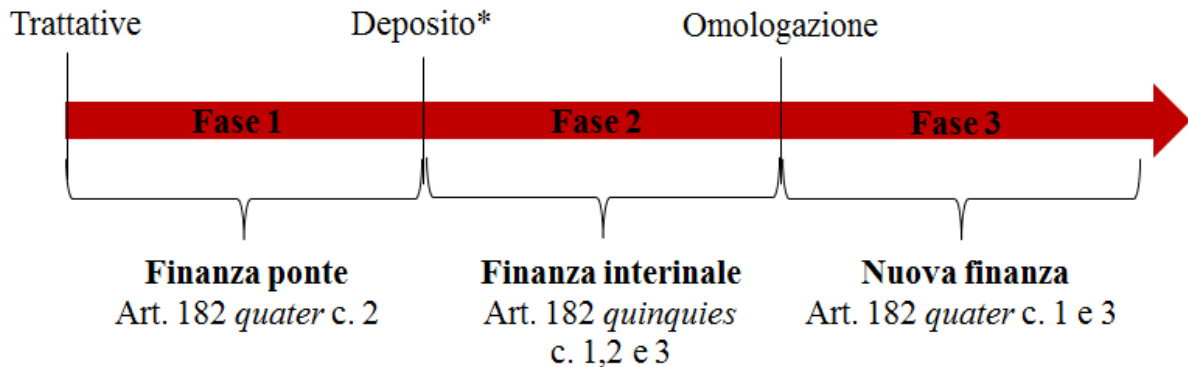 Trattative
Deposito*
Omologazione
Fase 1
Fase 2
Fase 3
Finanza ponte
Art. 182 quater c. 2
Finanza interinale
Art. 182 quinquies
c. 1,2 e 3
Nuova finanza
Art. 182 quater c. 1 e 3